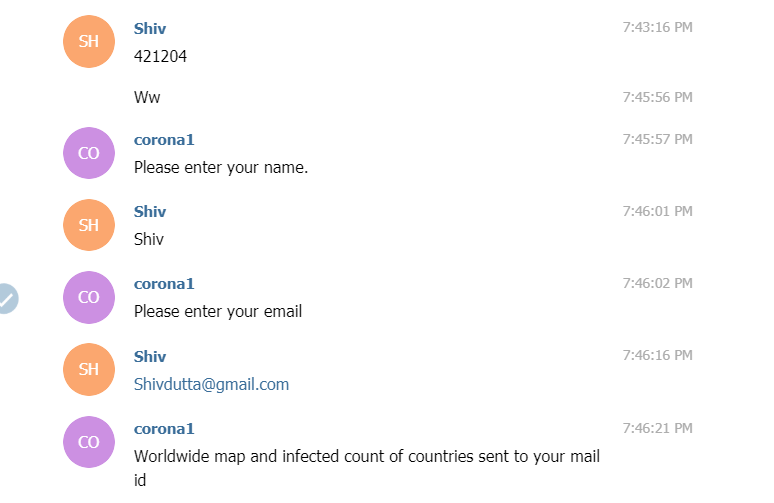 SH
Shiv
7:43:16 PM
421204
Ww
7:45:56 PM
CO
corona1
7:45:57 PM
Please enter your name.
SH
Shiv
7:46:01 PM
Shiv
CO
corona1
7:46:02 PM
Please enter your email
SH
Shiv
7:46:16 PM
Shivdutta@gmail.com
CO
corona1
7:46:21 PM
Worldwide map and infected count of countries sent to your mail
id